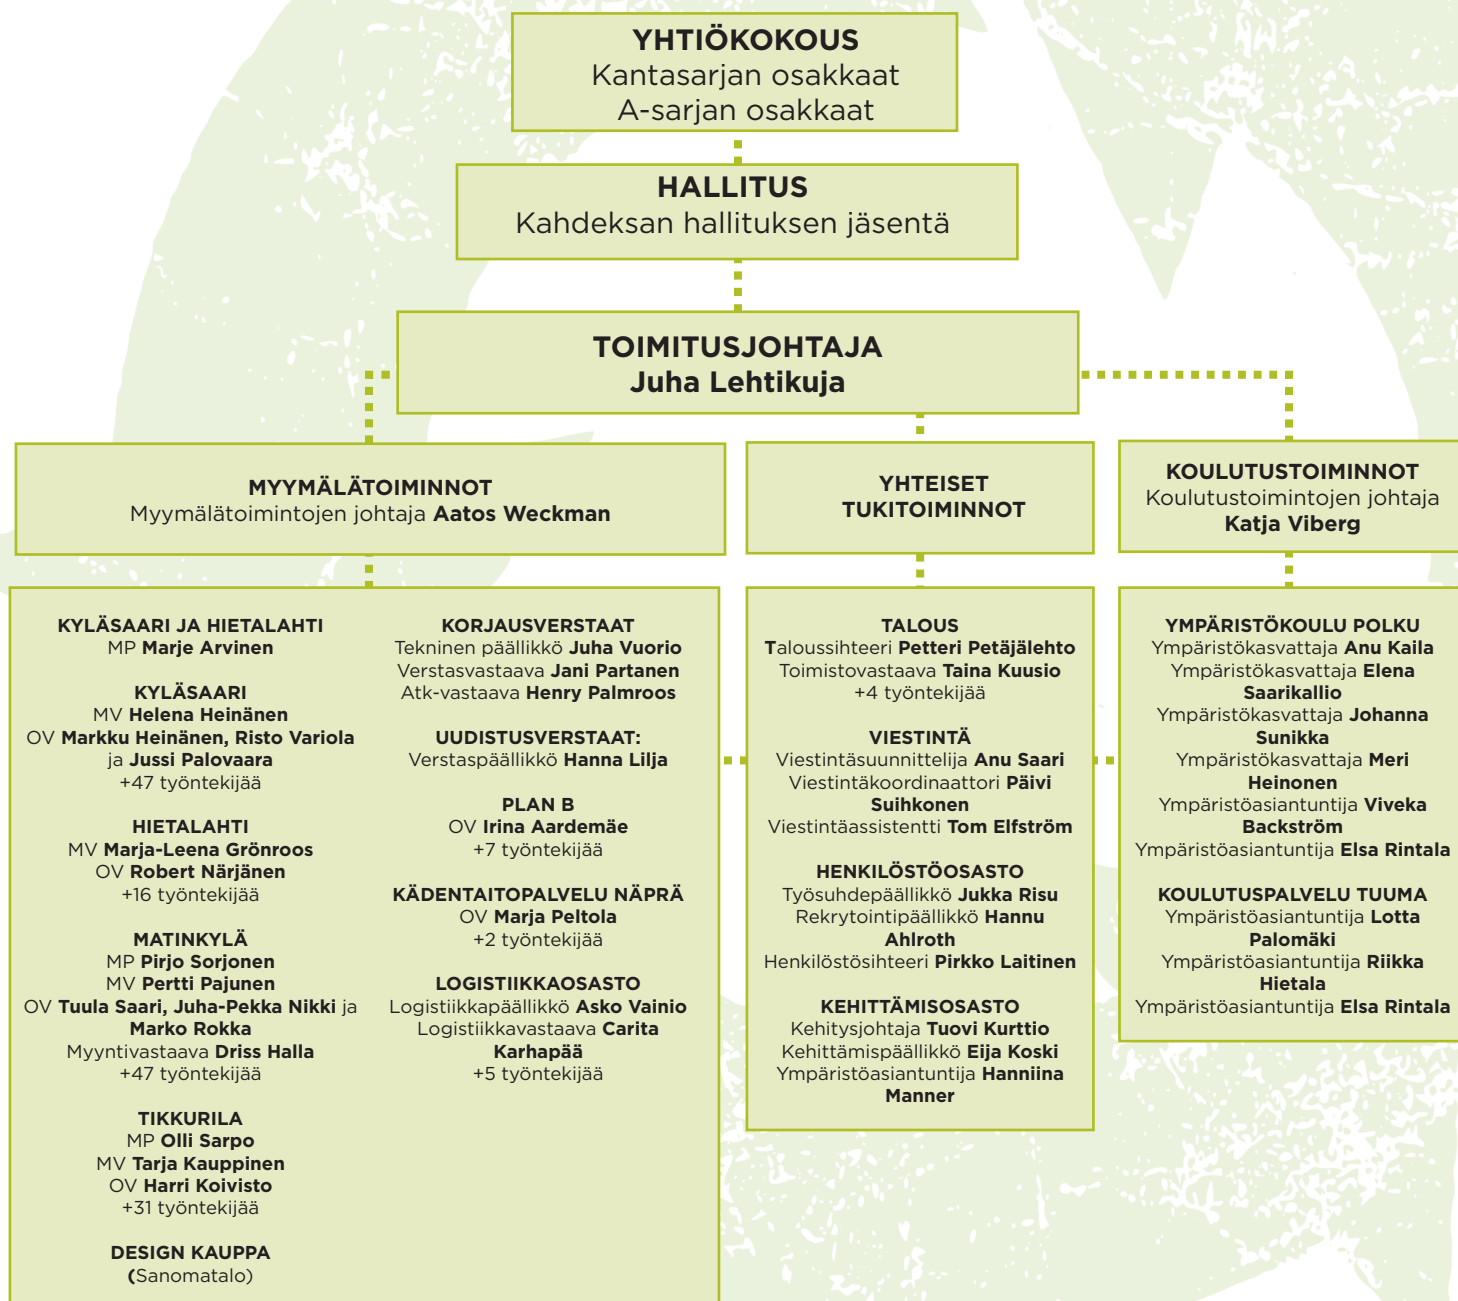 YHTIÖKOKOUS
Kantasarjan osakkaat
A-sarjan osakkaat
HALLITUS
Kahdeksan hallituksen jäsentä
TOIMITUSJOHTAJA
Juha Lehtikuja
MYYMÄLÄTOIMINNOT
Myymälätoimintojen johtaja Aatos Weckman
KYLÄSAARI JA HIETALAHTI
MP Marje Arvinen
KYLÄSAARI
MV Helena Heinänen
OV Markku Heinänen, Risto Variola
ja Jussi Palovaara
+47 työntekijää
HIETALAHTI
MV Marja-Leena Grönroos
OV Robert Närjänen
+16 työntekijää
MATINKYLÄ
MP Pirjo Sorjonen
MV Pertti Pajunen
OV Tuula Saari, Juha-Pekka Nikki ja
Marko Rokka
Myyntivastaava Driss Halla
+47 työntekijää
TIKKURILA
MP Olli Sarpo
MV Tarja Kauppinen
OV Harri Koivisto
+31 työntekijää
DESIGN KAUPPA
(Sanomatalo)
KORJAUSVERSTAAT
Tekninen päällikkö Juha Vuorio
Verstasvastaava Jani Partanen
Atk-vastaava Henry Palmroos
UUDISTUSVERSTAAT:
Verstaspäällikkö Hanna Lilja
PLAN B
OV Irina Aardemäe
+7 työntekijää
KÄDENTAITOPALVELU NÄPRÄ
OV Marja Peltola
+2 työntekijää
LOGISTIIKKAOSASTO
Logistiikkapäällikkö Asko Vainio
Logistiikkavastaava Carita
Karhapää
+5 työntekijää
YHTEISET
TUKITOIMINNOT
TALOUS
Taloussihteeri Petteri Petäjälehto
Toimistovastaava Taina Kuusio
+4 työntekijää
VIESTINTÄ
Viestintäsuunnittelija Anu Saari
Viestintäkoordinaattori Päivi
Suihkonen
Viestintäassistentti Tom Elfström
HENKILÖSTÖOSASTO
Työsuhdepäällikkö Jukka Risu
Rekrytointipäällikkö Hannu
Ahlroth
Henkilöstösihteeri Pirkko Laitinen
KEHITTÄMISOSASTO
Kehitysjohtaja Tuovi Kurttio
Kehittämispäällikkö Eija Koski
Ympäristöasiantuntija Hanniina
Manner
KOULUTUSTOIMINNOT
Koulutustoimintojen johtaja
Katja Viberg
YMPÄRISTÖKOULU POLKU
Ympäristökasvattaja Anu Kaila
Ympäristökasvattaja Elena
Saarikallio
Ympäristökasvattaja Johanna
Sunikka
Ympäristökasvattaja Meri
Heinonen
Ympäristöasiantuntija Viveka
Backström
Ympäristöasiantuntija Elsa Rintala
KOULUTUSPALVELU TUUMA
Ympäristöasiantuntija Lotta
Palomäki
Ympäristöasiantuntija Riikka
Hietala
Ympäristöasiantuntija Elsa Rintala